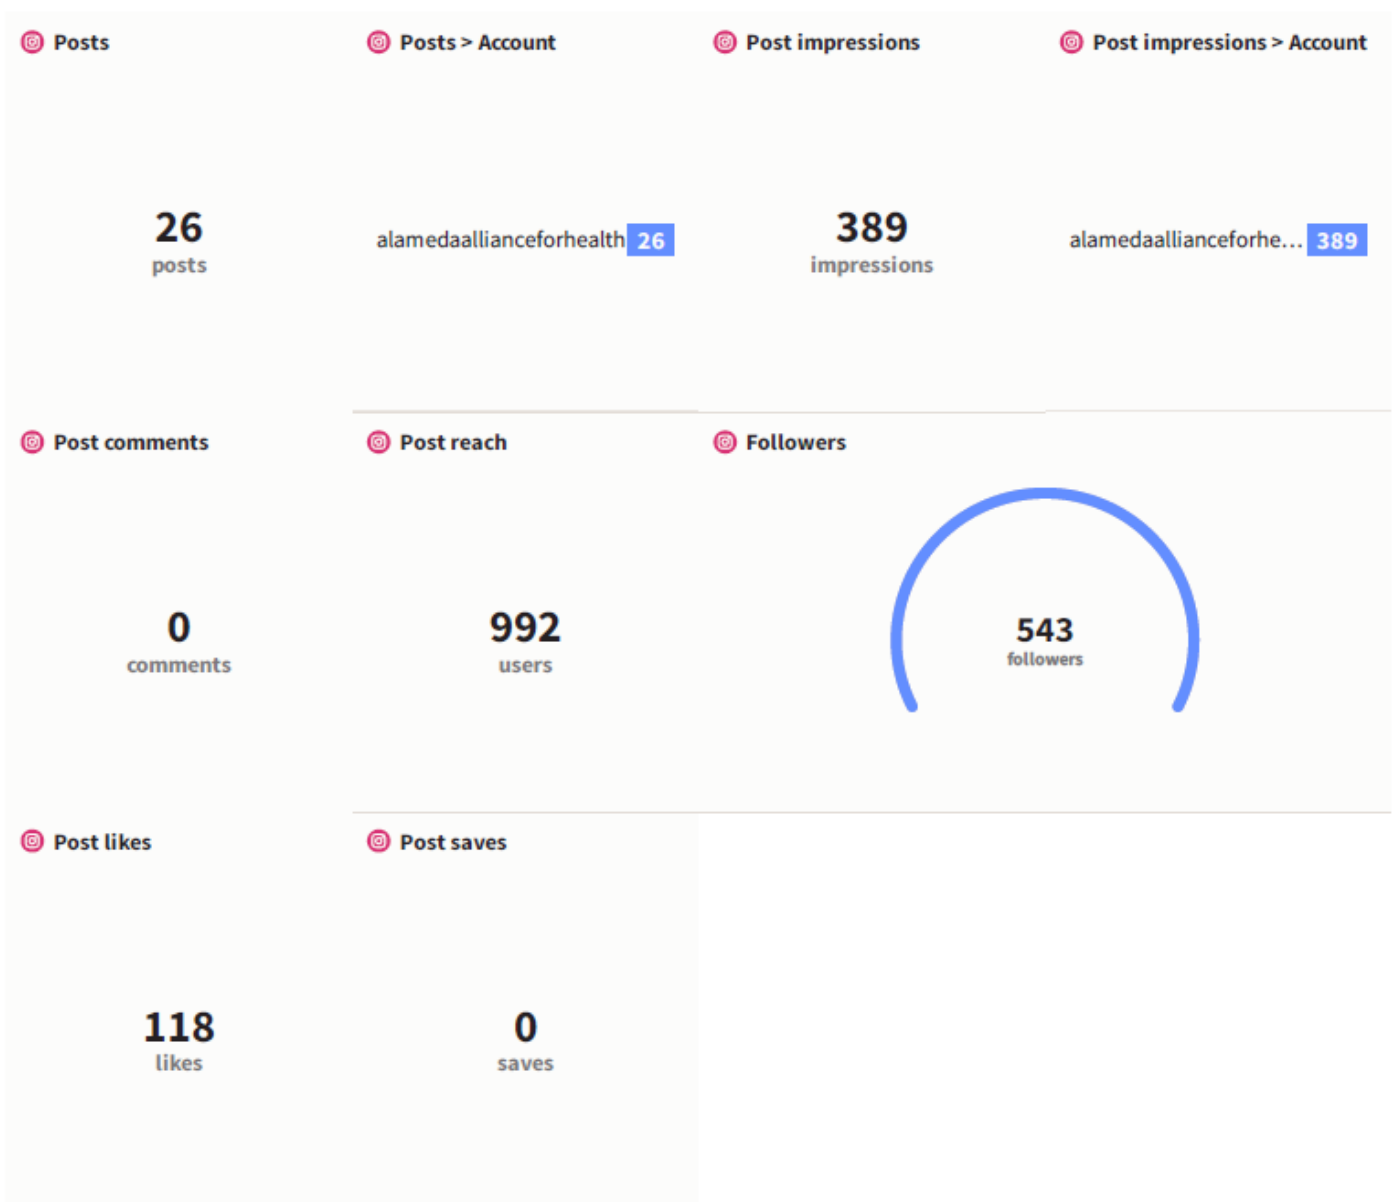 Posts
26
posts
Posts > Account
alamedaallianceforhealth 26
Post impressions
389
impressions
Post impressions > Account
alamedaallianceforhe... 389
Post comments
0
comments
Post reach
992
users
Followers
543
followers
Post likes
118
likes
Post saves
0
saves